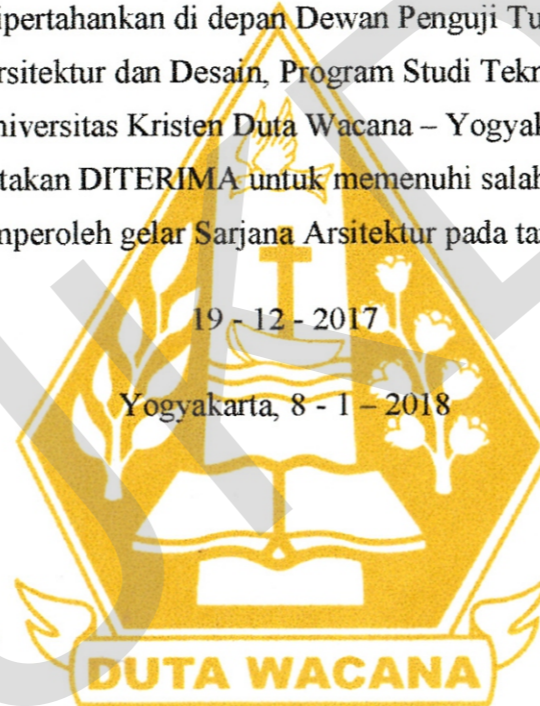 ipertahankan di depan Dewan Penguji Tu
rsitektur dan Desain, Program Studi Tekn
niversitas Kristen Duta Wacana – Yogyak
takan DITERIMA untuk memenuhi salah
nperoleh gelar Sarjana Arsitektur pada ta
19 - 12 - 2017
Yogyakarta, 8 - 1 – 2018
DUTA WACANA